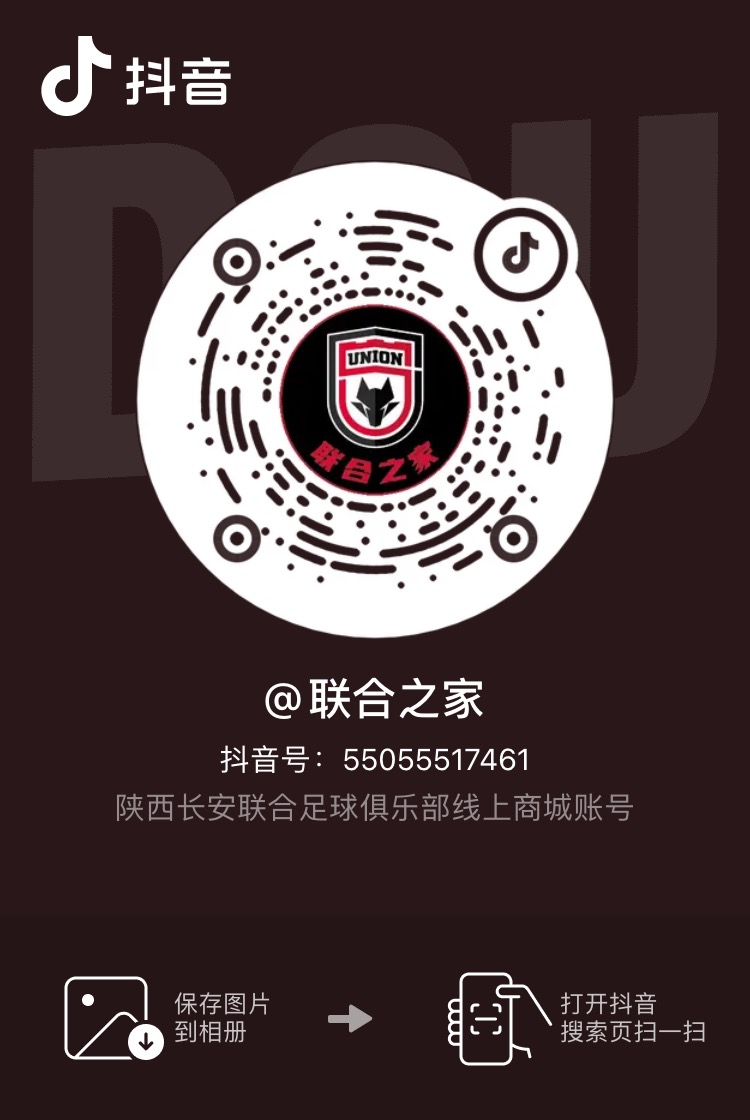 抖音
DOU
UNION
联合之家
@联合之家
抖音号：55055517461
陕西长安联合足球俱乐部线上商城账号
保存图片
到相册
打开抖音
搜索页扫一扫